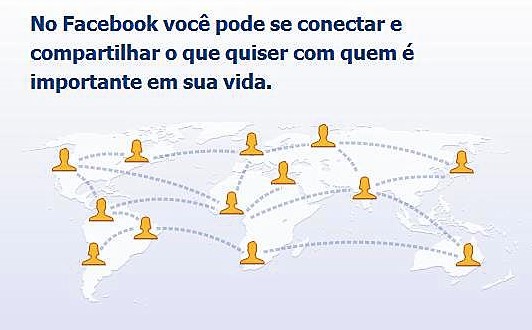 No Facebook você pode se conectar e
compartilhar o que quiser com quem é
importante em sua vida.